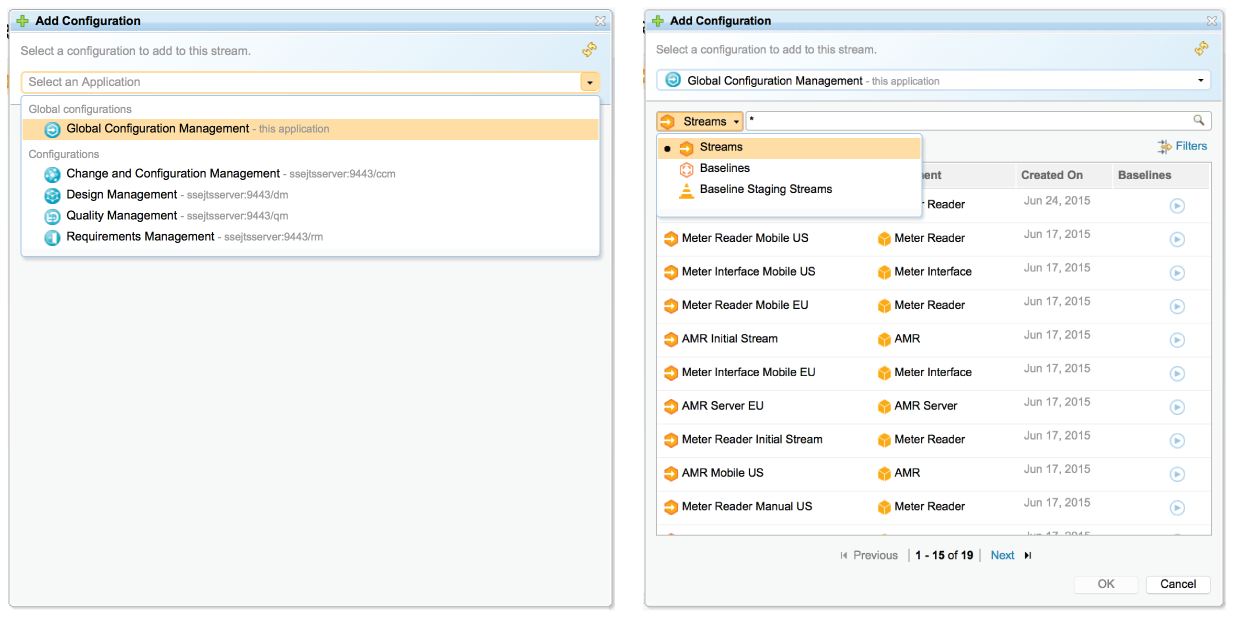 Add Configuration
Select a configuration to add to this stream.
Select an Application
Global configurations
Global Configuration Management - this application
Configurations
Change and Configuration Management - ssejtsserver:9443/ccm
Design Management - ssejtsserver:9443/dm
Quality Management - ssejtsserver:9443/qm
Requirements Management - ssejtsserver:9443/rm
Add Configuration
Select a configuration to add to this stream.
Global Configuration Management - this application
Streams *
Streams
Baselines
Baseline Staging Streams
Filters
ent Created On Baselines
r Reader Jun 24, 2015
Meter Reader Mobile US Meter Reader Jun 17, 2015
Meter Interface Mobile US Meter Interface Jun 17, 2015
Meter Reader Mobile EU Meter Reader Jun 17, 2015
AMR Initial Stream AMR Jun 17, 2015
Meter Interface Mobile EU Meter Interface Jun 17, 2015
AMR Server EU AMR Server Jun 17, 2015
Meter Reader Initial Stream Meter Reader Jun 17, 2015
AMR Mobile US AMR Jun 17, 2015
Meter Reader Manual US Meter Reader Jun 17, 2015
Previous | 1 - 15 of 19 | Next
OK Cancel